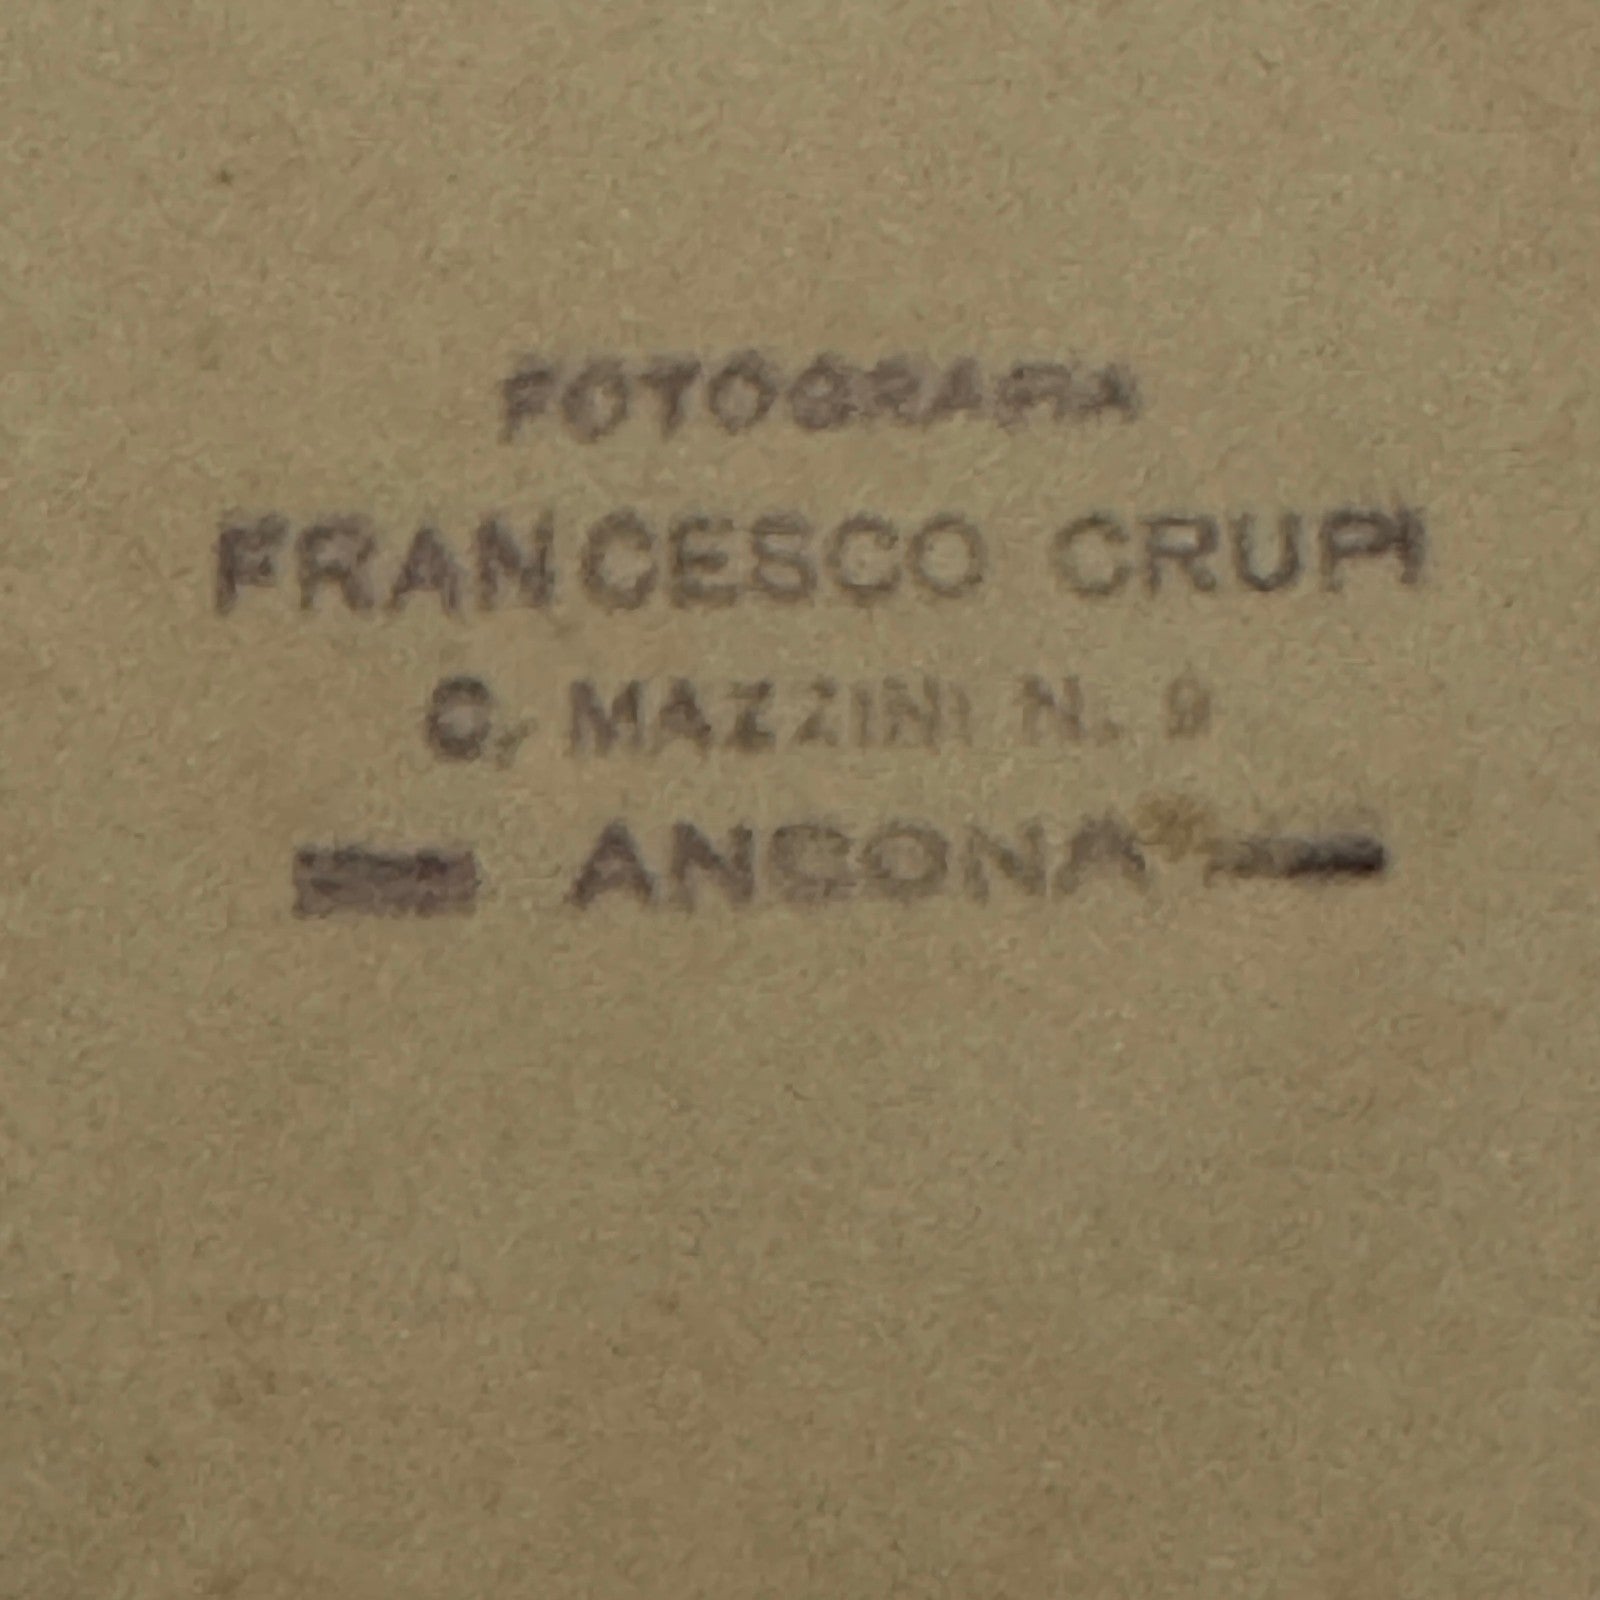 FOTOGRAFIA
FRANCESCO CRUPI
C. MAZZINI N. 9
ANCONA